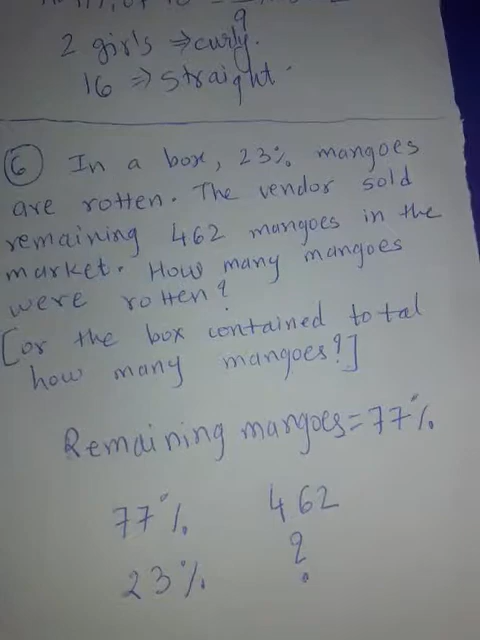 9
2 girls ⇒ curly.
16 ⇒ straight.
6 In a box, 23% mangoes
are rotten. The vendor sold
remaining 462 mangoes in the
market. How many mangoes
were rotten?
[or the box contained total
how many mangoes?]
Remaining mangoes = 77%
77% 462
23% ?